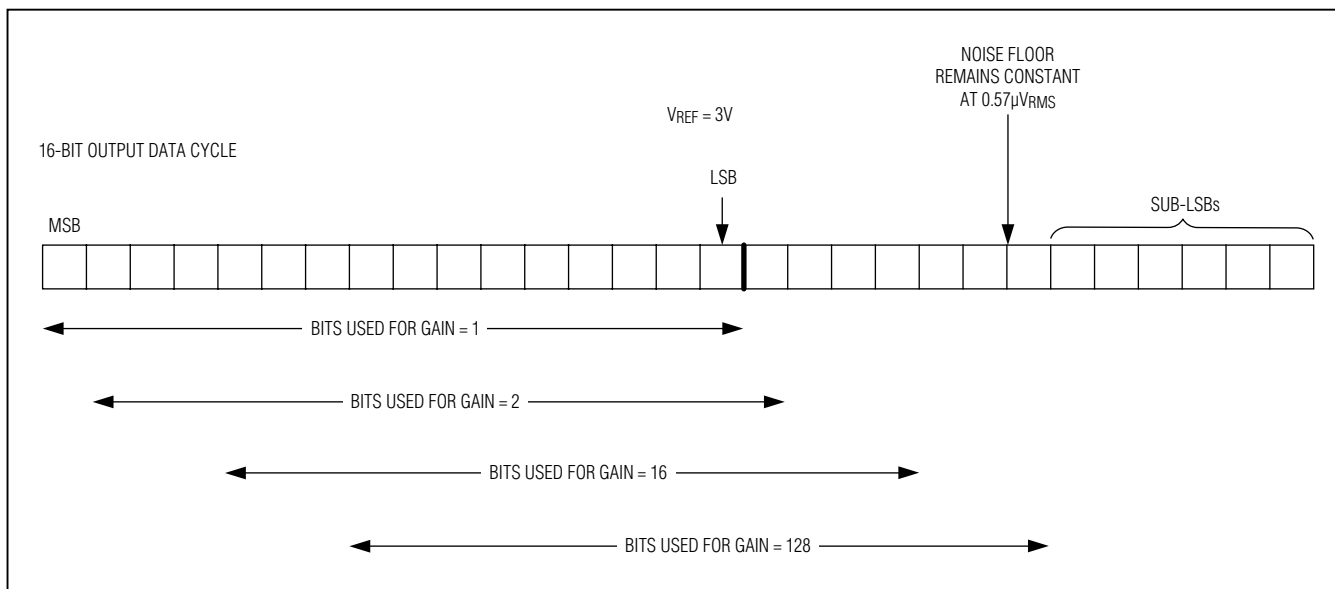 NOISE FLOOR
REMAINS CONSTANT
AT 0.57µVRMS
VREF = 3V
16-BIT OUTPUT DATA CYCLE
LSB
MSB
SUB-LSBs
BITS USED FOR GAIN = 1
BITS USED FOR GAIN = 2
BITS USED FOR GAIN = 16
BITS USED FOR GAIN = 128